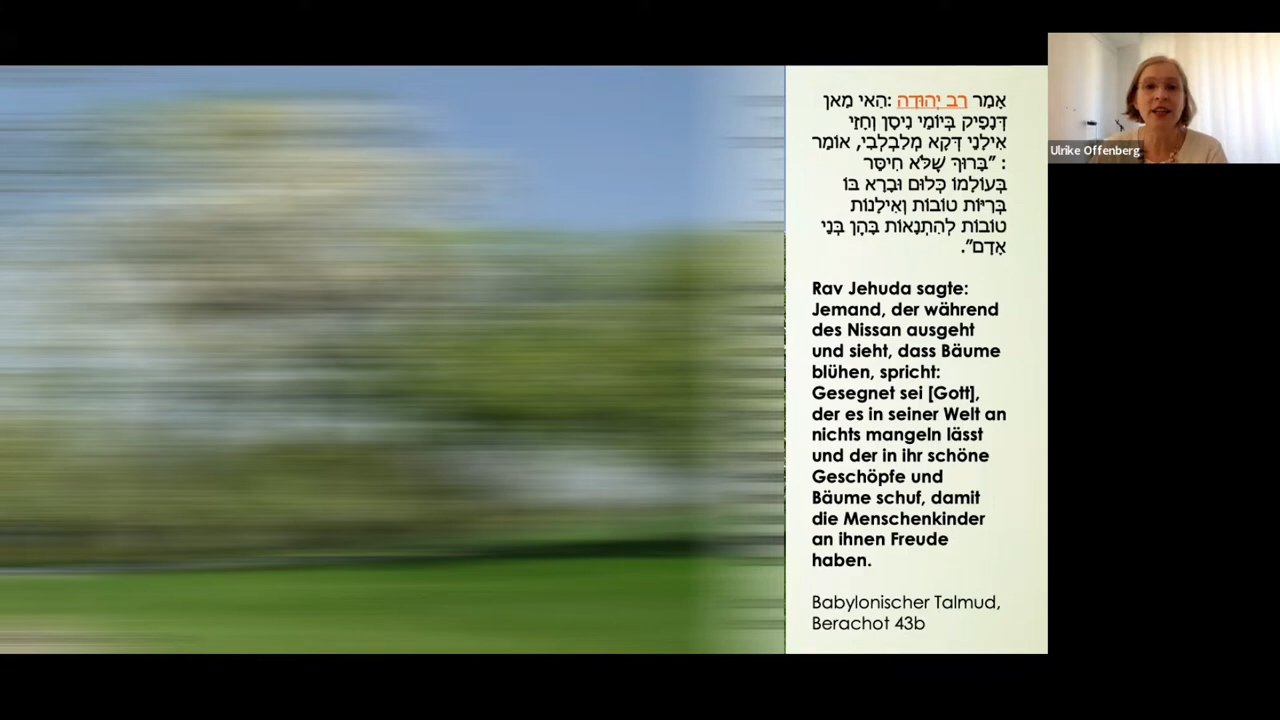 אָמַר רַב יְהוּדָה :הַאי מַאן
דְּנָפֵיק בְּיוֹמֵי נִיסָן וְחָזֵי
אִילָנֵי דְּקָא מְלַבְלְבִי, אוֹמֵר
: ”בָּרוּךְ שֶׁלֹּא חִיסַּר
בְּעוֹלָמוֹ כְּלוּם וּבָרָא בּוֹ
בְּרִיּוֹת טוֹבוֹת וְאִילָנוֹת
טוֹבוֹת לְהִתְנָאוֹת בָּהֶן בְּנֵי
אָדָם”.
Rav Jehuda sagte:
Jemand, der während
des Nissan ausgeht
und sieht, dass Bäume
blühen, spricht:
Gesegnet sei [Gott],
der es in seiner Welt an
nichts mangeln lässt
und der in ihr schöne
Geschöpfe und
Bäume schuf, damit
die Menschenkinder
an ihnen Freude
haben.
Babylonischer Talmud,
Berachot 43b
Ulrike Offenberg